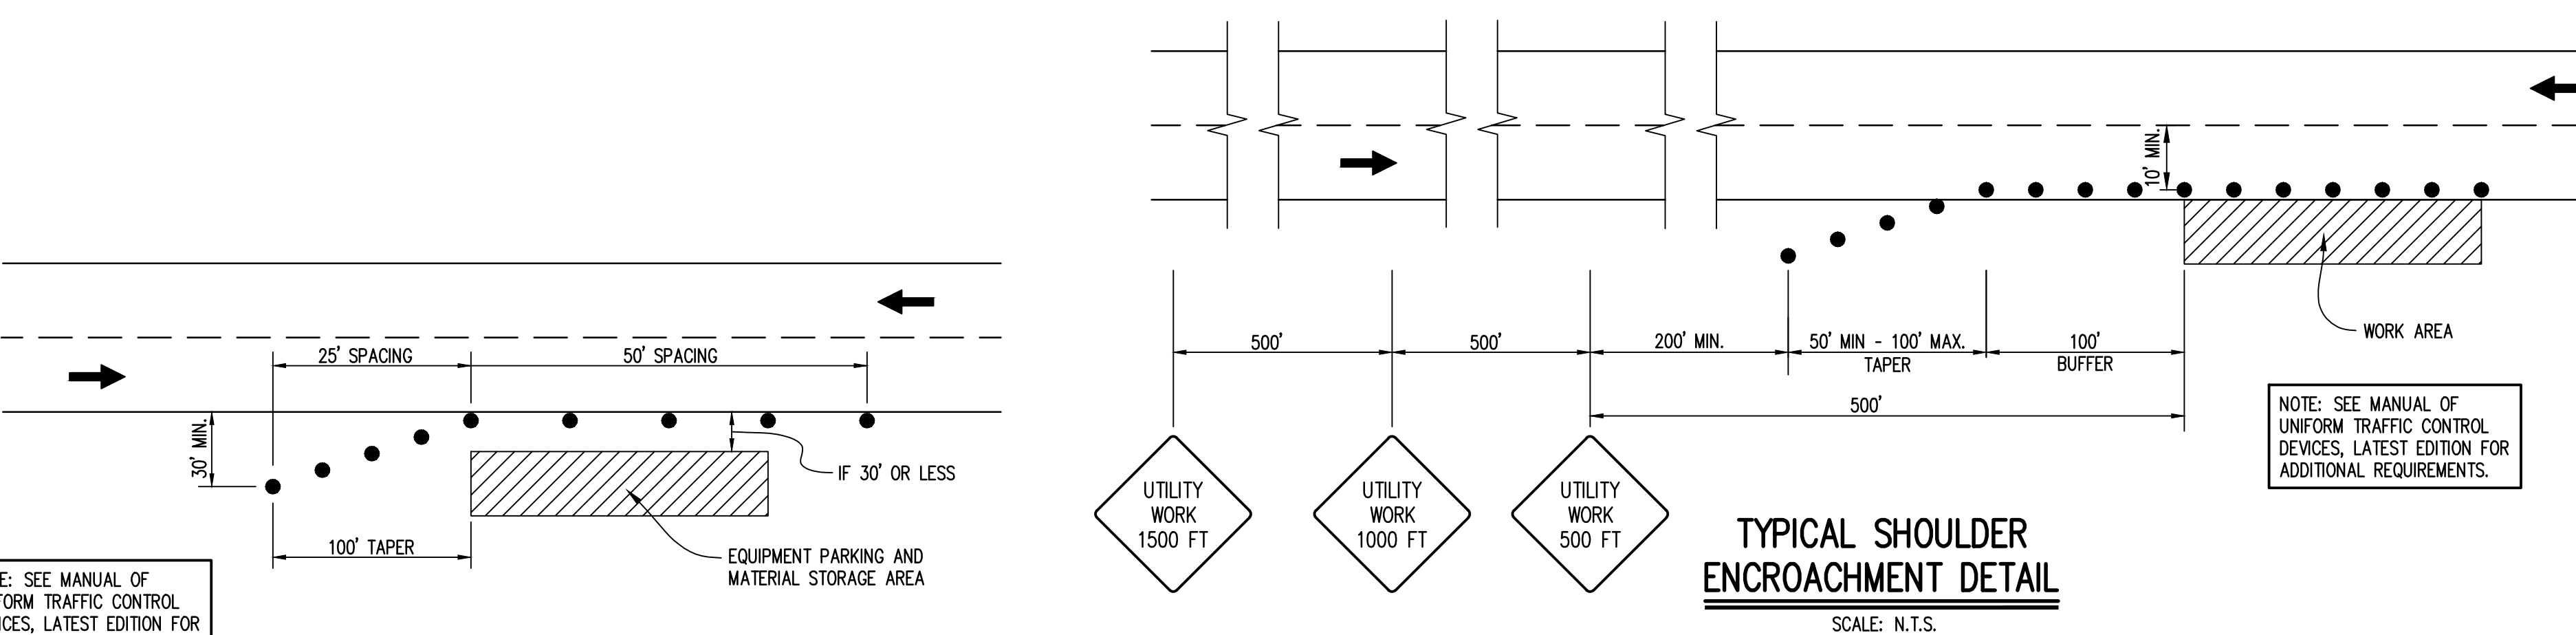 25' SPACING
50' SPACING
30' MIN.
IF 30' OR LESS
100' TAPER
EQUIPMENT PARKING AND
MATERIAL STORAGE AREA
SEE MANUAL OF
TRAFFIC CONTROL
LATEST EDITION FOR
10' MIN.
500'
500'
200' MIN.
50' MIN - 100' MAX.
TAPER
100'
BUFFER
500'
WORK AREA
NOTE: SEE MANUAL OF
UNIFORM TRAFFIC CONTROL
DEVICES, LATEST EDITION FOR
ADDITIONAL REQUIREMENTS.
UTILITY
WORK
1500 FT
UTILITY
WORK
1000 FT
UTILITY
WORK
500 FT
TYPICAL SHOULDER
ENCROACHMENT DETAIL
SCALE: N.T.S.